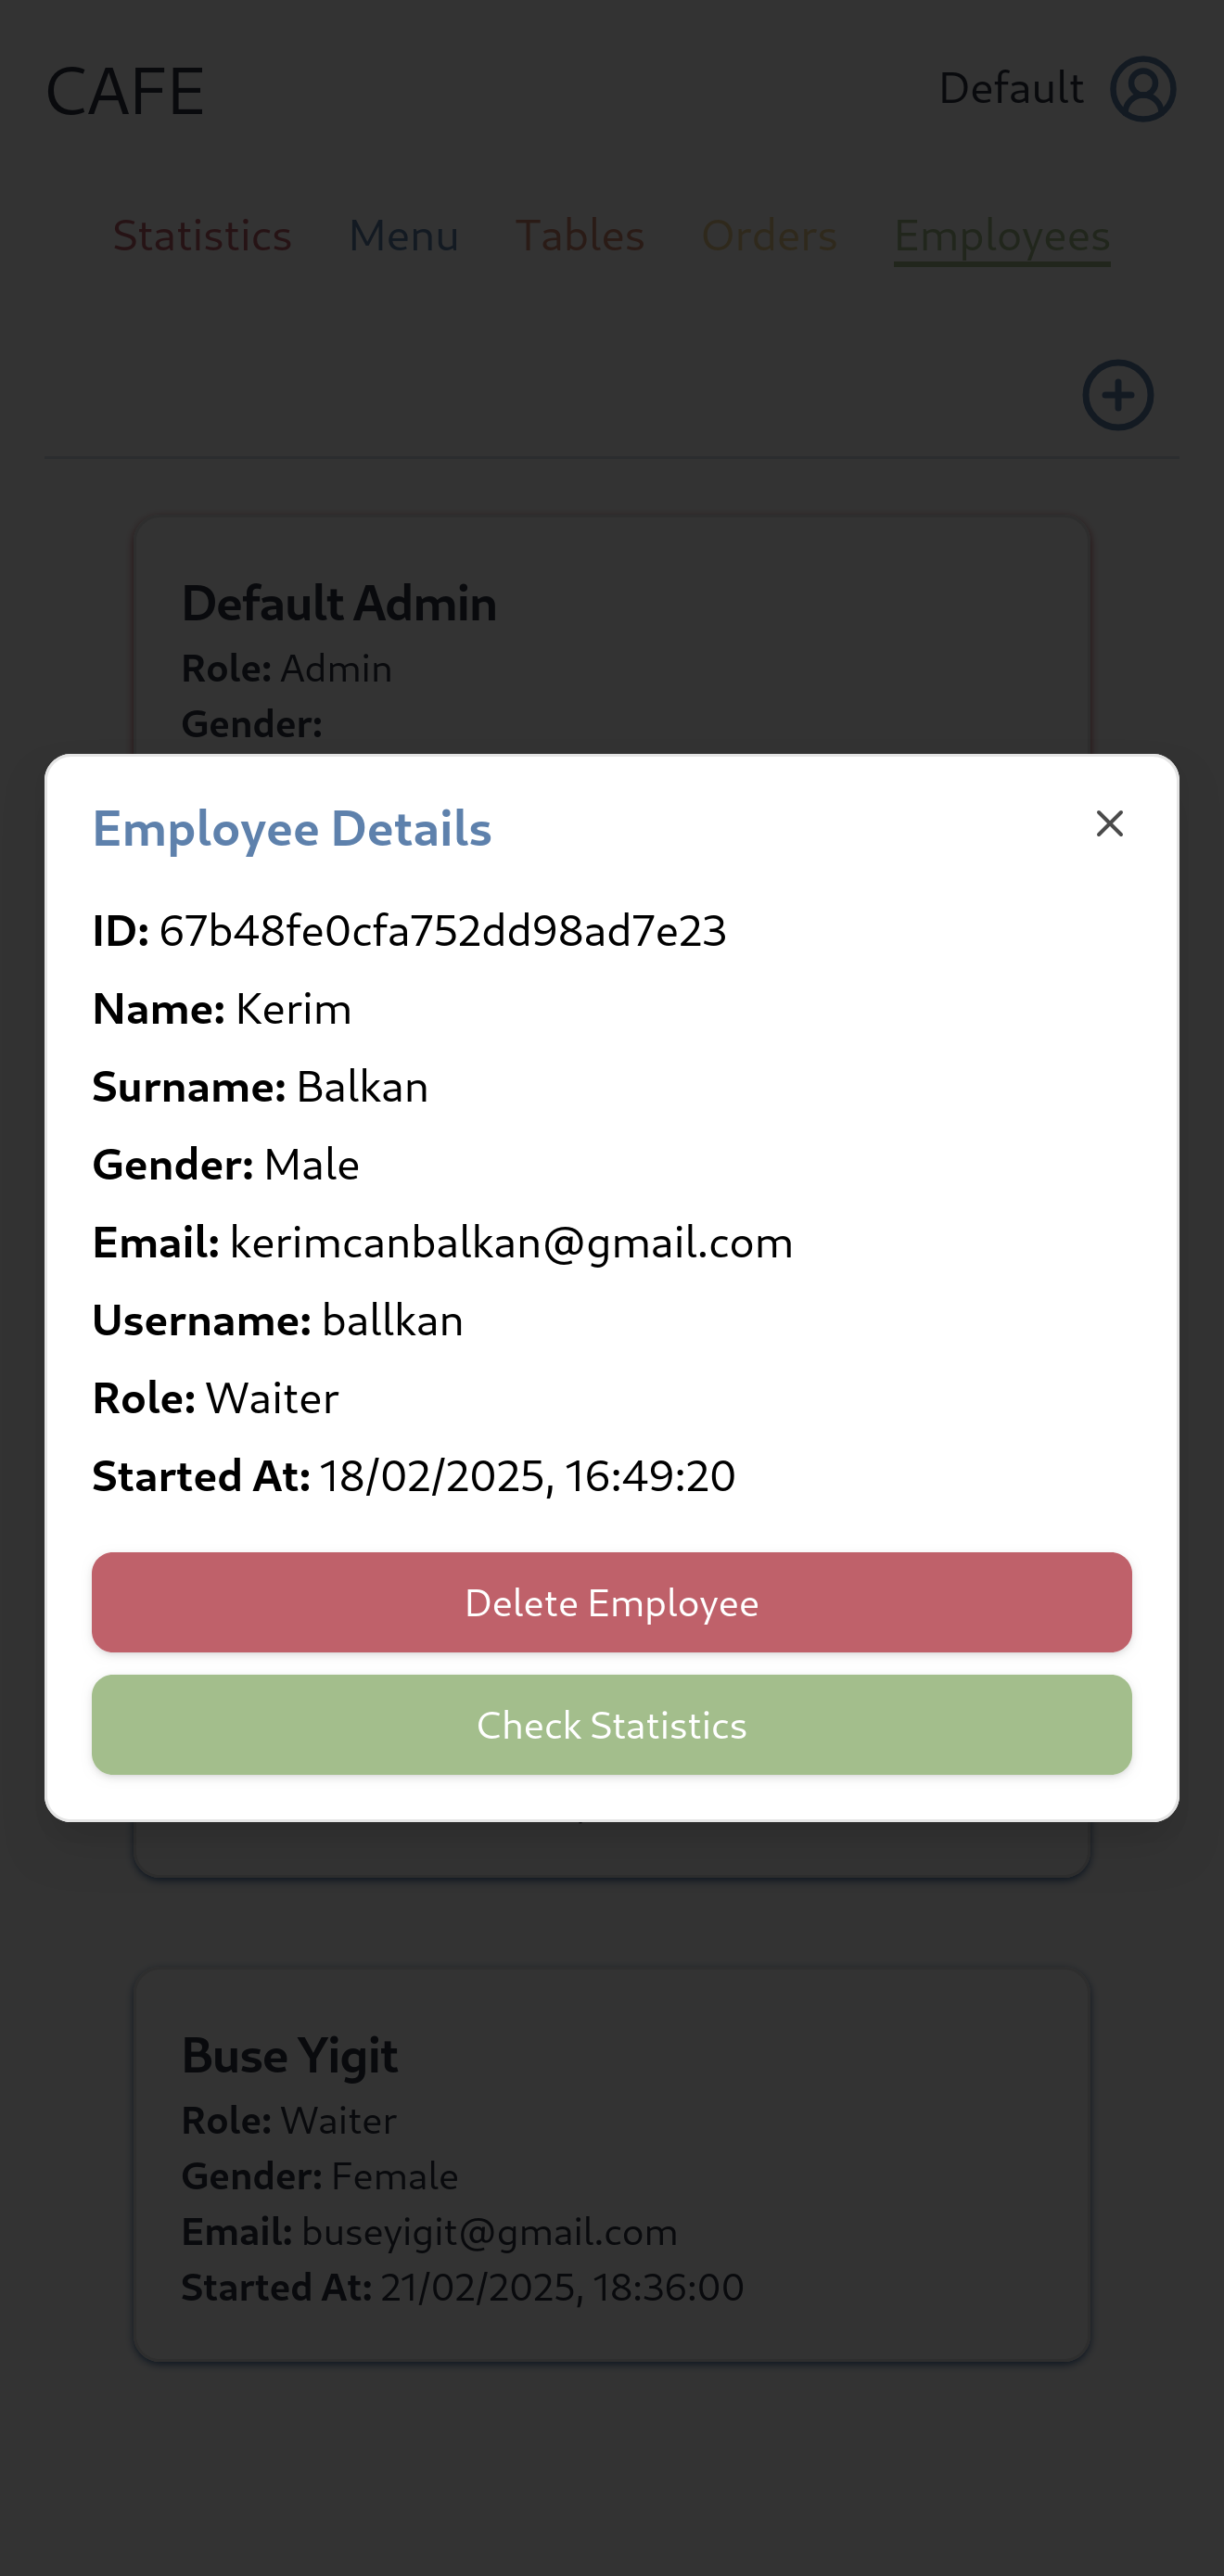 CAFE
Default
Statistics Menu Tables Orders Employees
Default Admin
Role: Admin
Gender:
Employee Details
ID: 67b48fe0cfa752dd98ad7e23
Name: Kerim
Surname: Balkan
Gender: Male
Email: kerimcanbalkan@gmail.com
Username: ballkan
Role: Waiter
Started At: 18/02/2025, 16:49:20
Delete Employee
Check Statistics
Buse Yigit
Role: Waiter
Gender: Female
Email: buseyigit@gmail.com
Started At: 21/02/2025, 18:36:00